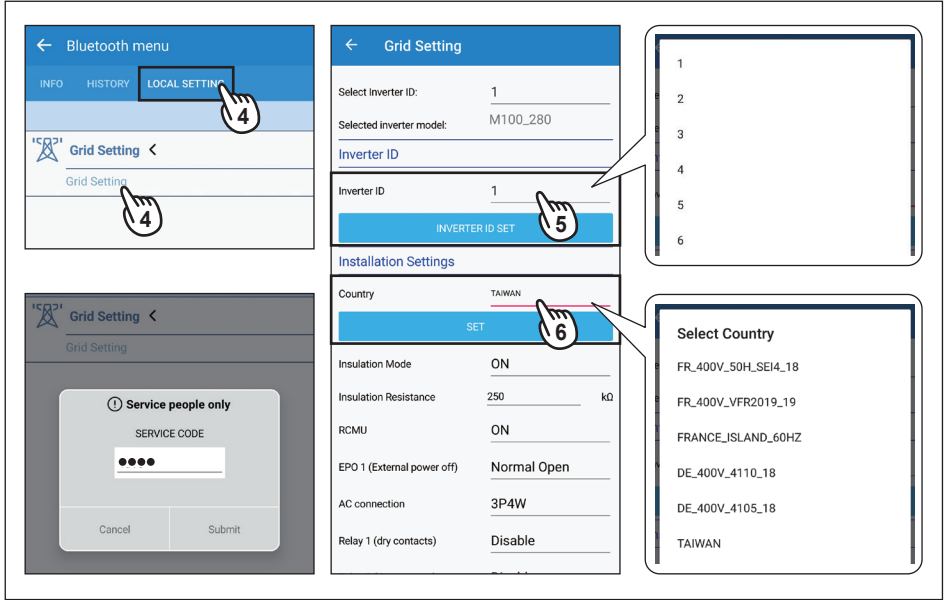 Bluetooth menu
INFO HISTORY LOCAL SETTING
4
Grid Setting <
Grid Setting
4
Grid Setting <
Grid Setting
Service people only
SERVICE CODE
Cancel Submit
Grid Setting
Select Inverter ID: 1
Selected inverter model: M100_280
Inverter ID
Inverter ID 1
5
INVERTER ID SET
Installation Settings
Country TAIWAN
6
SET
Insulation Mode ON
Insulation Resistance 250 kΩ
RCMU ON
EPO 1 (External power off) Normal Open
AC connection 3P4W
Relay 1 (dry contacts) Disable
1
2
3
4
5
6
Select Country
FR_400V_50H_SEI4_18
FR_400V_VFR2019_19
FRANCE_ISLAND_60HZ
DE_400V_4110_18
DE_400V_4105_18
TAIWAN